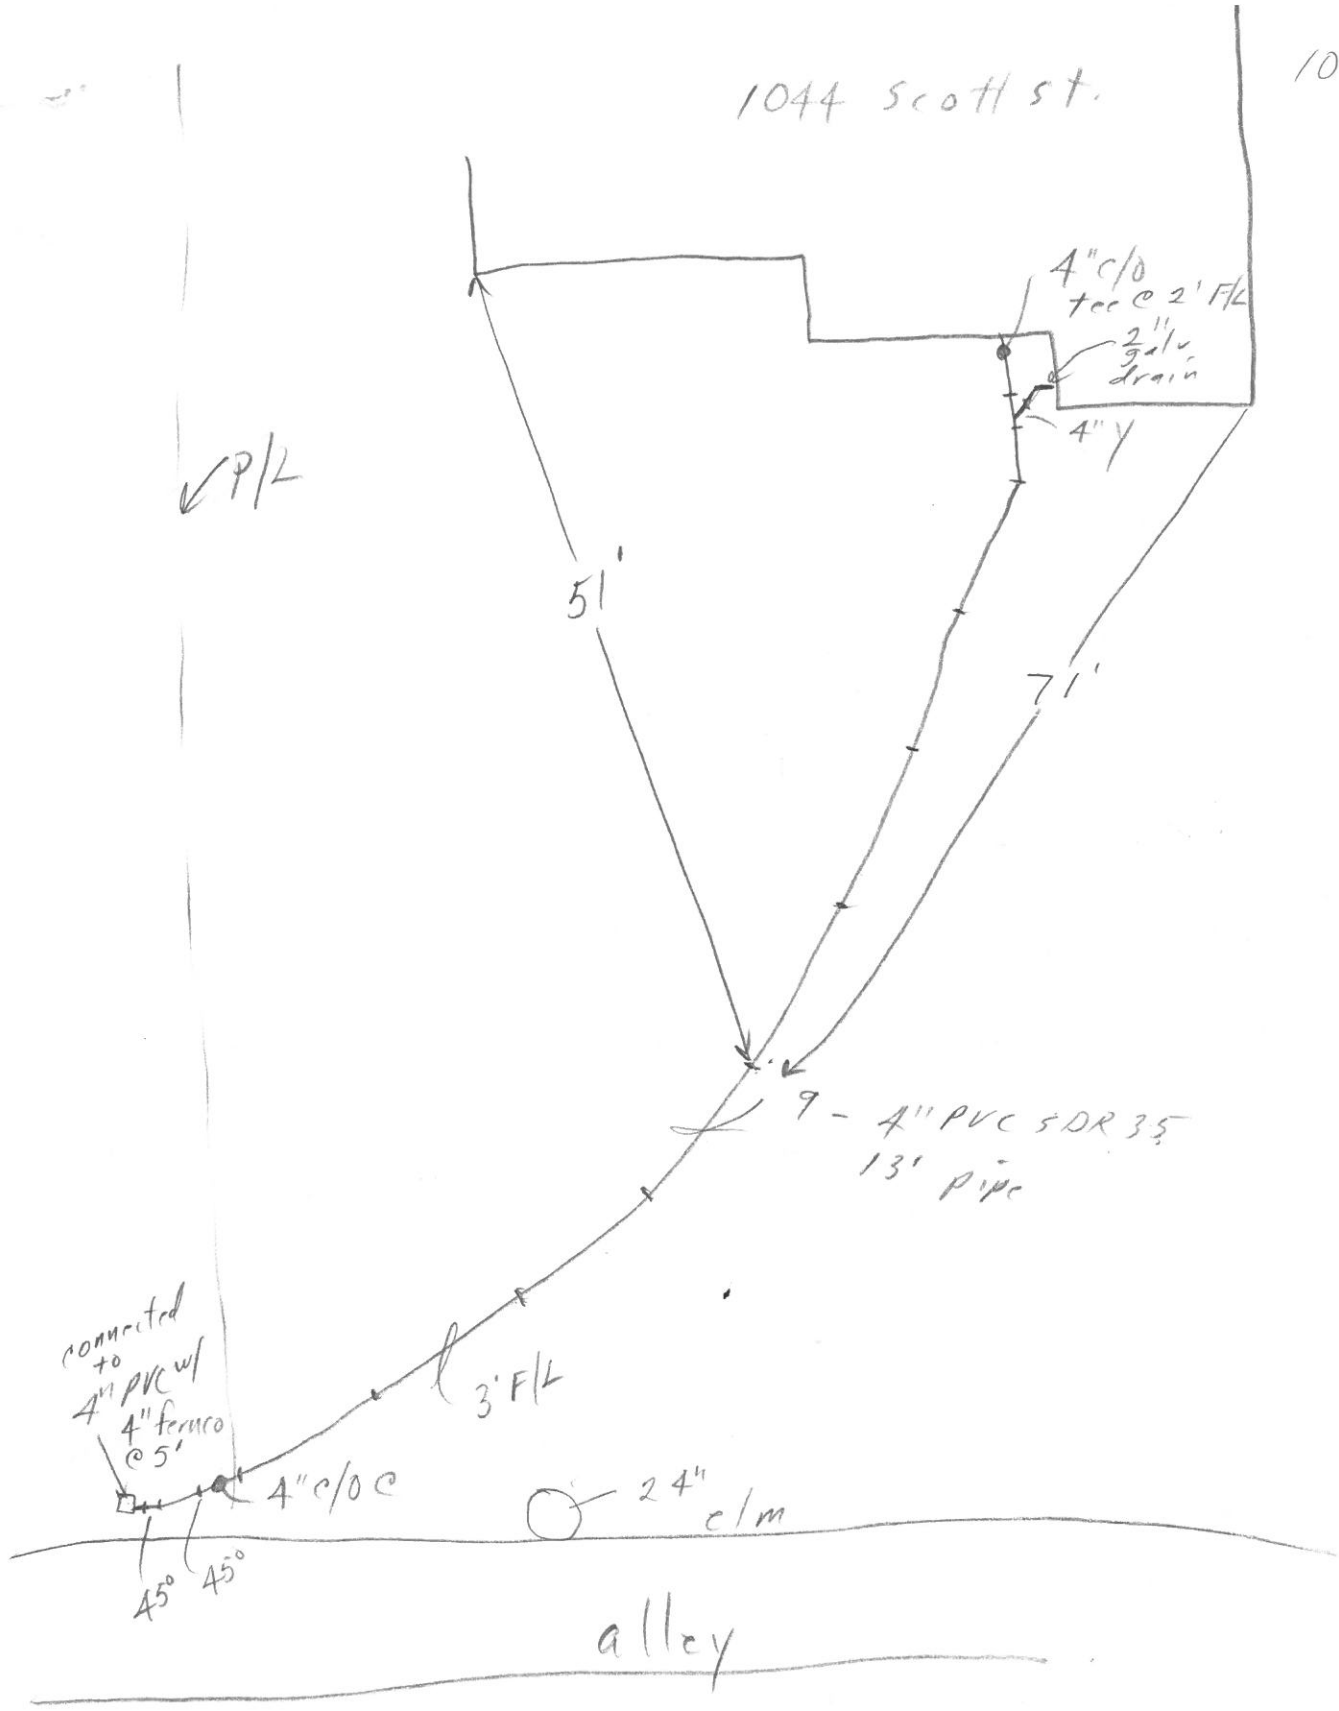 10
1044 Scott St.
4" c/o
tee @ 2' F/L
2"
galv
drain
4" Y
P/L
51'
71'
9 - 4" PVC SDR 35
13' pipe
3' F/L
connected
to
4" PVC w/
4" fernco
@ 5'
4" c/o @
24"
elm
45°
45°
alley